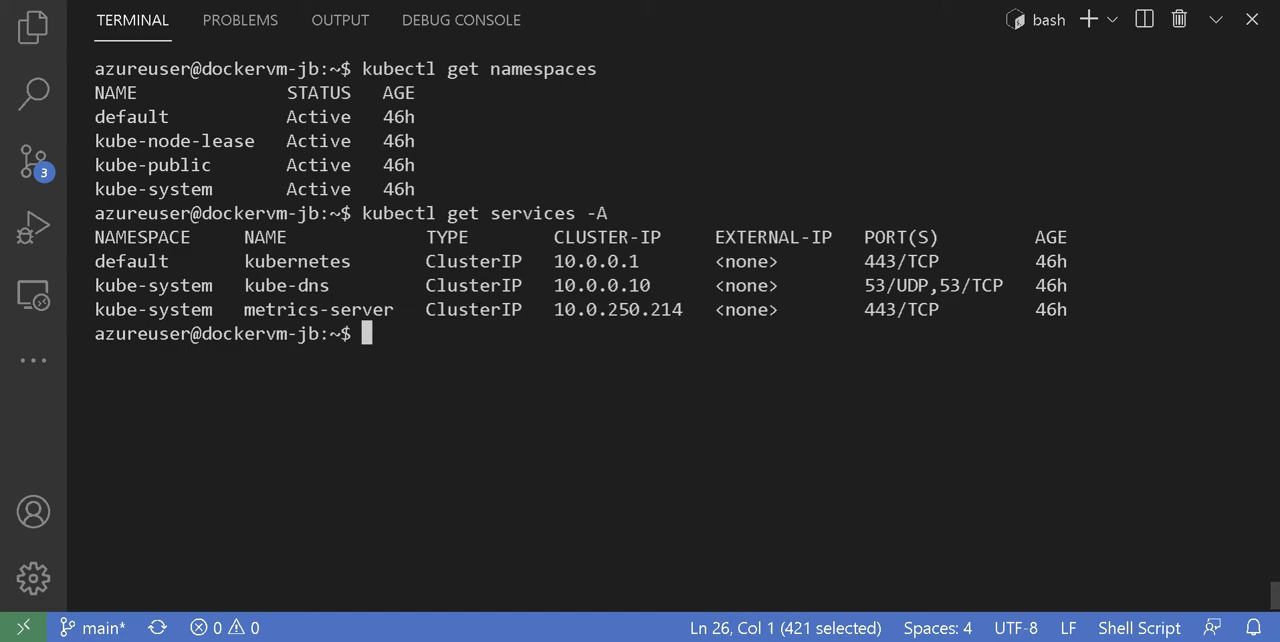 TERMINAL PROBLEMS OUTPUT DEBUG CONSOLE bash
azureuser@dockervm-jb:~$ kubectl get namespaces
NAME STATUS AGE
default Active 46h
kube-node-lease Active 46h
kube-public Active 46h
kube-system Active 46h
azureuser@dockervm-jb:~$ kubectl get services -A
NAMESPACE NAME TYPE CLUSTER-IP EXTERNAL-IP PORT(S) AGE
default kubernetes ClusterIP 10.0.0.1 <none> 443/TCP 46h
kube-system kube-dns ClusterIP 10.0.0.10 <none> 53/UDP,53/TCP 46h
kube-system metrics-server ClusterIP 10.0.250.214 <none> 443/TCP 46h
azureuser@dockervm-jb:~$
3
main* 0 0 Ln 26, Col 1 (421 selected) Spaces: 4 UTF-8 LF Shell Script